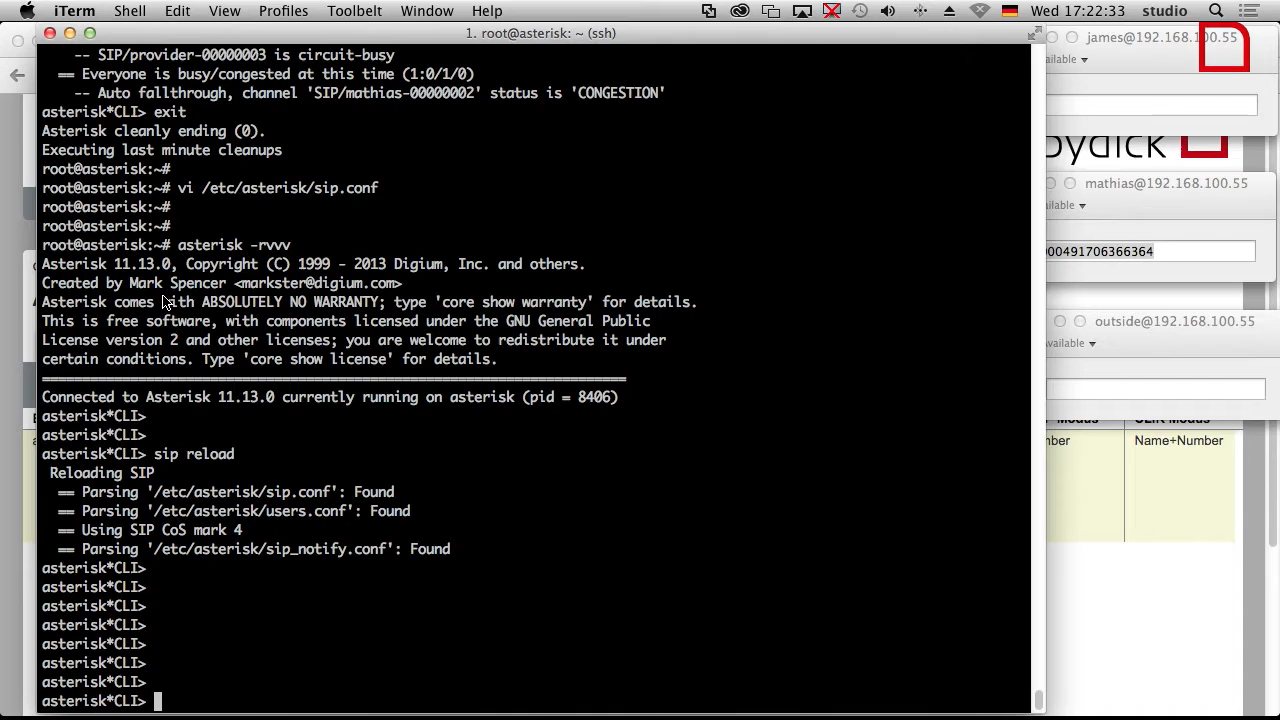 iTerm Shell Edit View Profiles Toolbelt Window Help Wed 17:22:33 studio
1. root@asterisk: ~ (ssh)
-- SIP/provider-00000003 is circuit-busy
== Everyone is busy/congested at this time (1:0/1/0)
-- Auto fallthrough, channel 'SIP/mathias-00000002' status is 'CONGESTION'
asterisk*CLI> exit
Asterisk cleanly ending (0).
Executing last minute cleanups
root@asterisk:~#
root@asterisk:~# vi /etc/asterisk/sip.conf
root@asterisk:~#
root@asterisk:~#
root@asterisk:~# asterisk -rvvv
Asterisk 11.13.0, Copyright (C) 1999 - 2013 Digium, Inc. and others.
Created by Mark Spencer <markster@digium.com>
Asterisk comes with ABSOLUTELY NO WARRANTY; type 'core show warranty' for details.
This is free software, with components licensed under the GNU General Public
License version 2 and other licenses; you are welcome to redistribute it under
certain conditions. Type 'core show license' for details.
=========================================================================
Connected to Asterisk 11.13.0 currently running on asterisk (pid = 8406)
asterisk*CLI>
asterisk*CLI>
asterisk*CLI> sip reload
Reloading SIP
== Parsing '/etc/asterisk/sip.conf': Found
== Parsing '/etc/asterisk/users.conf': Found
== Using SIP CoS mark 4
== Parsing '/etc/asterisk/sip_notify.conf': Found
asterisk*CLI>
asterisk*CLI>
asterisk*CLI>
asterisk*CLI>
asterisk*CLI>
asterisk*CLI>
asterisk*CLI>
asterisk*CLI>
james@192.168.100.55
ailable
bydick
mathias@192.168.100.55
ailable
000491706366364
outside@192.168.100.55
vailable
umber Name+Number